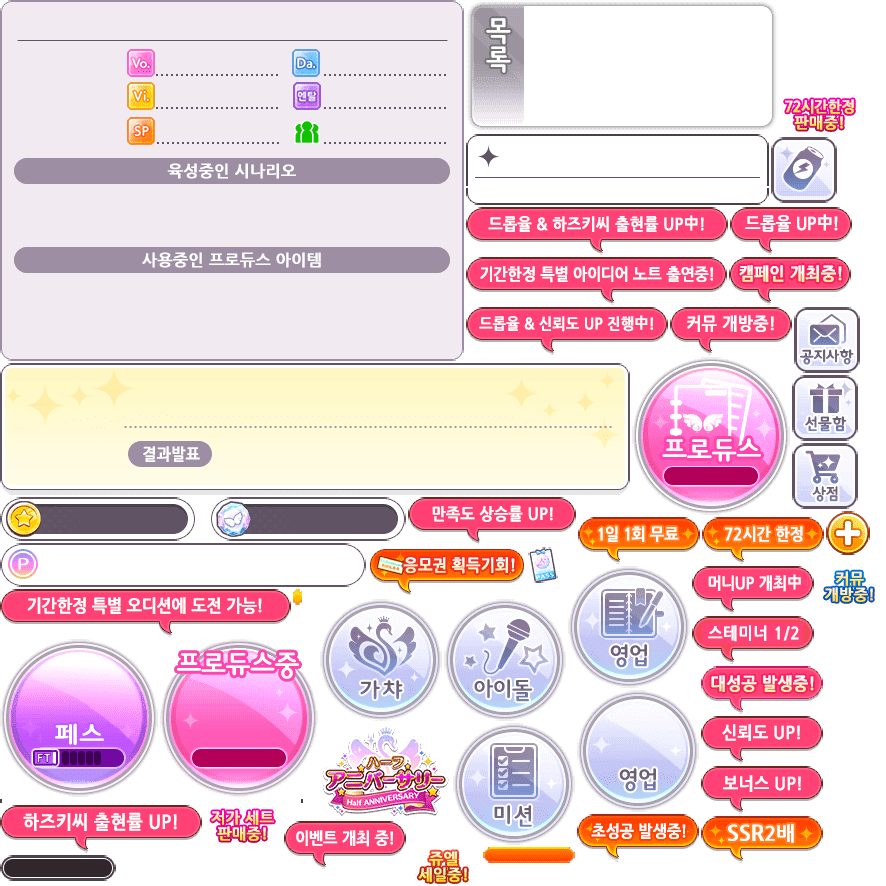 Vo.
Da.
Vi.
멘탈
SP
육성중인 시나리오
사용중인 프로듀스 아이템
목록
72시간한정
판매중!
드롭율 & 하즈키씨 출현률 UP中!
드롭율 UP中!
기간한정 특별 아이디어 노트 출연중!
캠페인 개최중!
드롭율 & 신뢰도 UP 진행中!
커뮤 개방중!
공지사항
선물함
상점
프로듀스
결과발표
만족도 상승률 UP!
1일 1회 무료
72시간 한정
P
응모권 획득기회!
PASS
머니UP 개최中
커뮤
개방중!
기간한정 특별 오디션에 도전 가능!
스테미너 1/2
대성공 발생중!
신뢰도 UP!
보너스 UP!
SSR2배
페스
FT
프로듀스중
가챠
아이돌
영업
영업
미션
ハーフ
アニバーサリー
Half ANNIVERSARY
하즈키씨 출현률 UP!
저가 세트
판매중!
이벤트 개최 중!
초성공 발생중!
쥬엘
세일중!